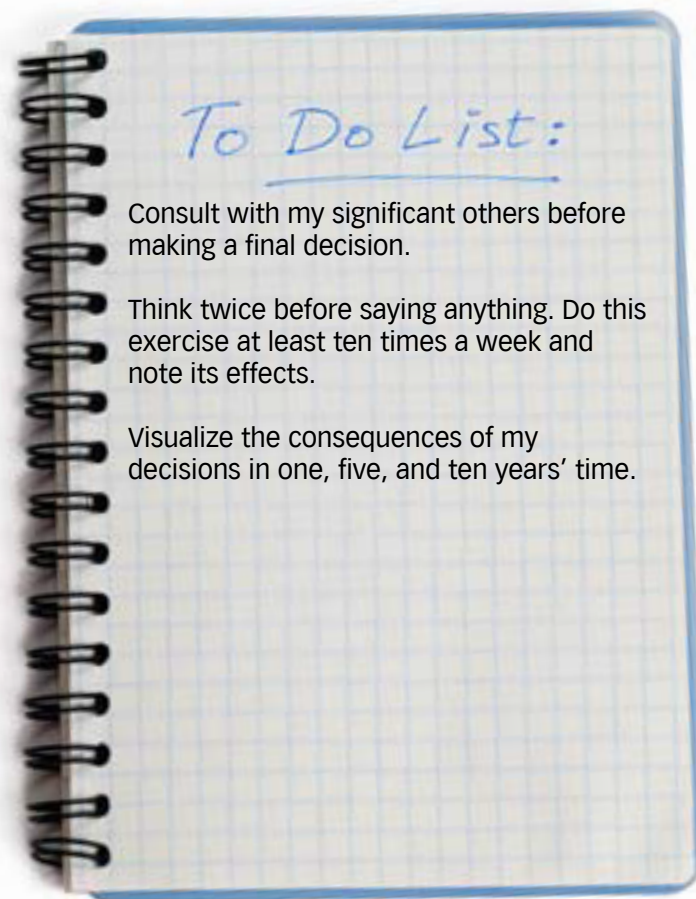 To Do List:
Consult with my significant others before
making a final decision.
Think twice before saying anything. Do this
exercise at least ten times a week and
note its effects.
Visualize the consequences of my
decisions in one, five, and ten years’ time.